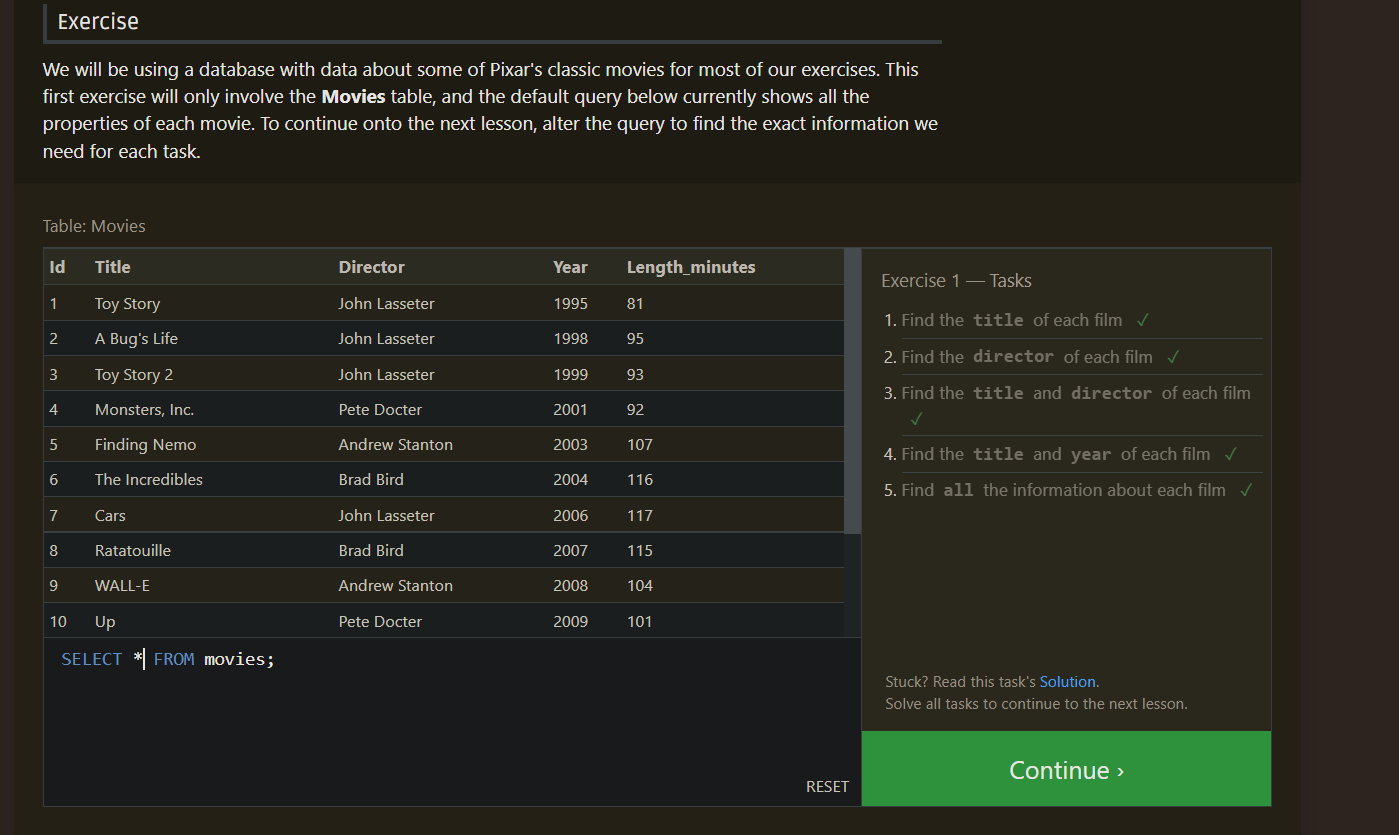 Exercise
We will be using a database with data about some of Pixar's classic movies for most of our exercises. This
first exercise will only involve the Movies table, and the default query below currently shows all the
properties of each movie. To continue onto the next lesson, alter the query to find the exact information we
need for each task.
Table: Movies
Id Title Director Year Length_minutes
1 Toy Story John Lasseter 1995 81
2 A Bug's Life John Lasseter 1998 95
3 Toy Story 2 John Lasseter 1999 93
4 Monsters, Inc. Pete Docter 2001 92
5 Finding Nemo Andrew Stanton 2003 107
6 The Incredibles Brad Bird 2004 116
7 Cars John Lasseter 2006 117
8 Ratatouille Brad Bird 2007 115
9 WALL-E Andrew Stanton 2008 104
10 Up Pete Docter 2009 101
SELECT * FROM movies;
RESET
Exercise 1 — Tasks
1. Find the title of each film ✓
2. Find the director of each film ✓
3. Find the title and director of each film
✓
4. Find the title and year of each film ✓
5. Find all the information about each film ✓
Stuck? Read this task's Solution.
Solve all tasks to continue to the next lesson.
Continue ›